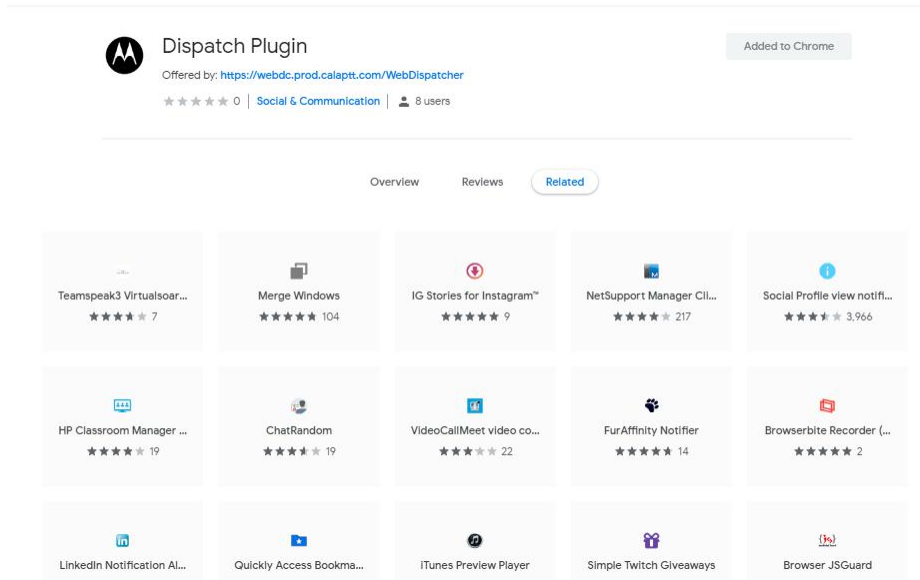 Dispatch Plugin
Added to Chrome
Offered by: https://webdc.prod.calaptt.com/WebDispatcher
0 Social & Communication 8 users
Overview Reviews Related
Teamspeak3 Virtualsoar... Merge Windows IG Stories for Instagram™ NetSupport Manager Cli... Social Profile view notifi...
7 104 9 217 3,966
HP Classroom Manager ... ChatRandom VideoCallMeet video co... FurAffinity Notifier Browserbite Recorder (...
19 19 22 14 2
LinkedIn Notification Al... Quickly Access Bookma... iTunes Preview Player Simple Twitch Giveaways Browser JSGuard